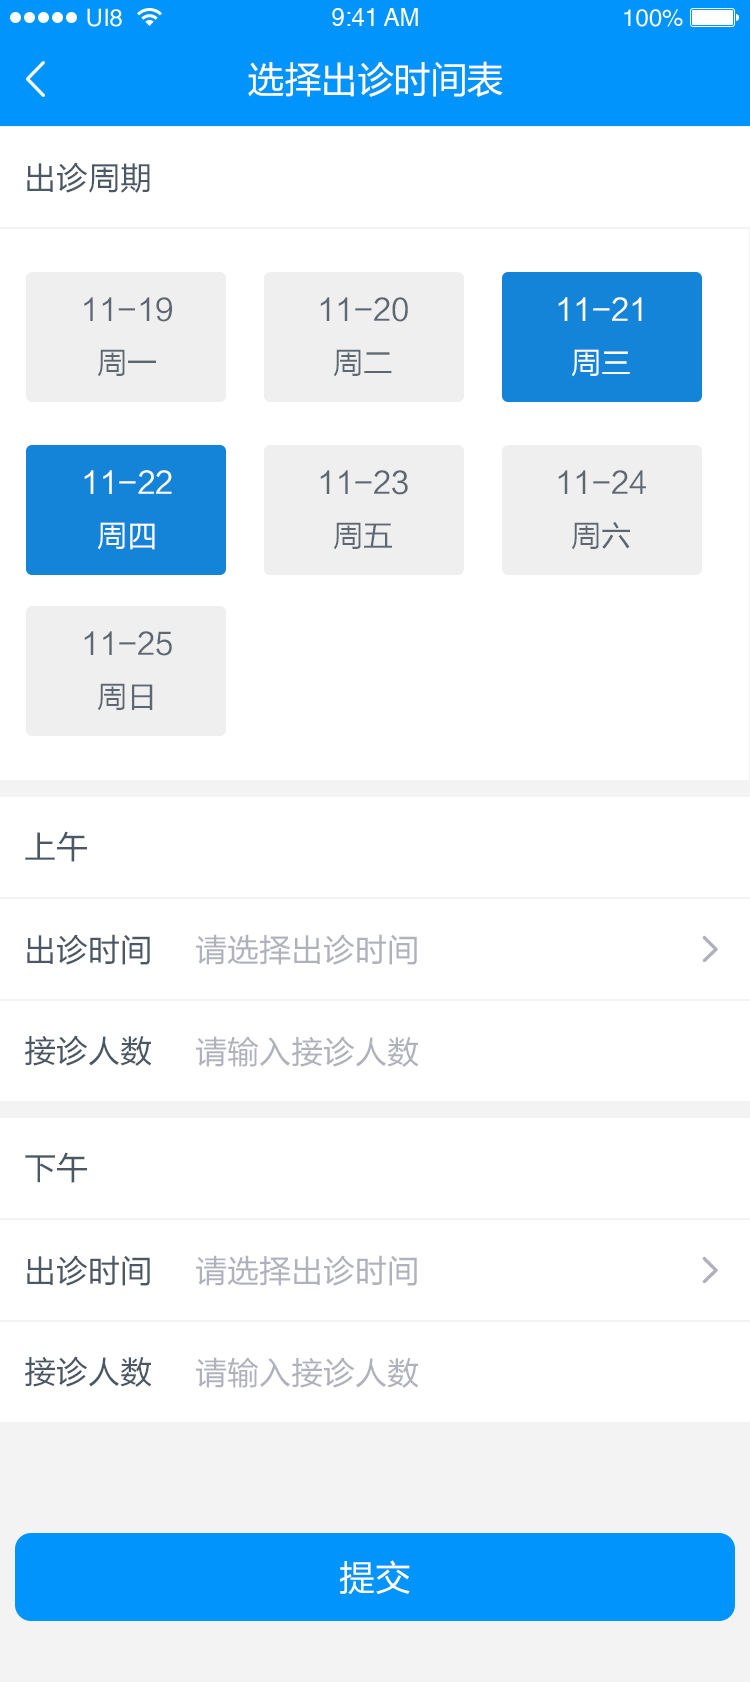 UI8 9:41 AM 100%
选择出诊时间表
出诊周期
11-19 11-20 11-21
周一 周二 周三
11-22 11-23 11-24
周四 周五 周六
11-25
周日
上午
出诊时间 请选择出诊时间
接诊人数 请输入接诊人数
下午
出诊时间 请选择出诊时间
接诊人数 请输入接诊人数
提交